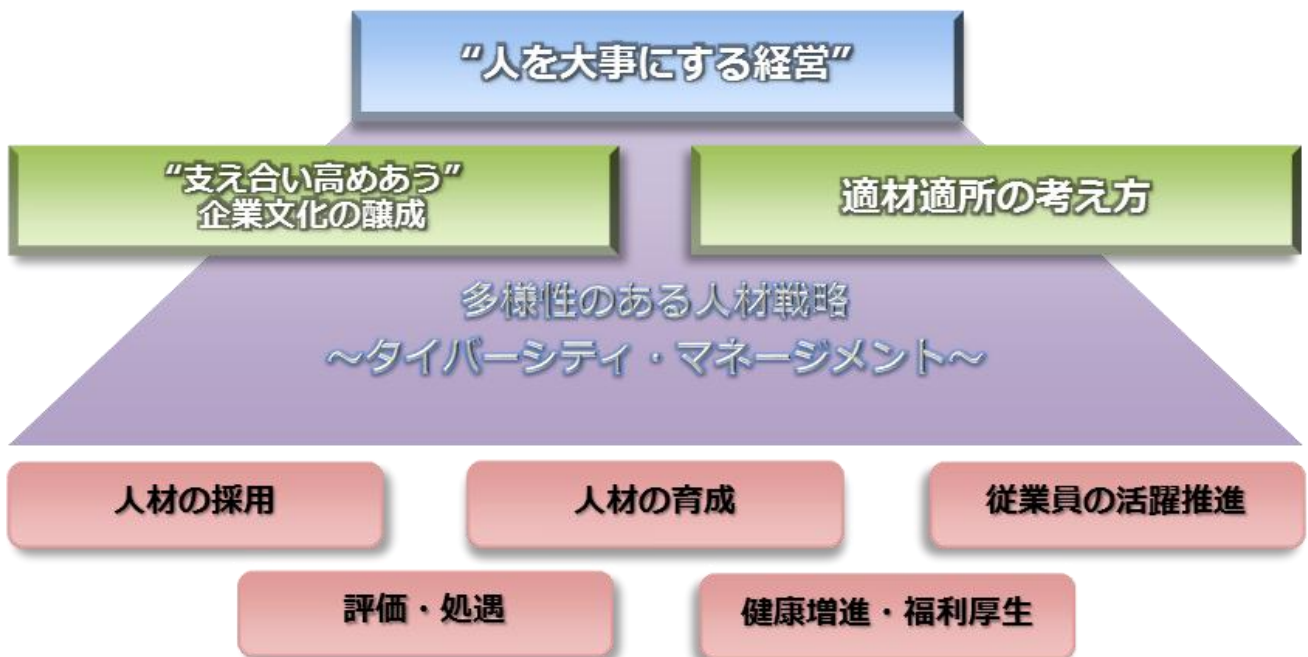 “人を大事にする経営”
“支え合い高めあう”
企業文化の醸成
適材適所の考え方
多様性のある人材戦略
～タイバーシティ・マネージメント～
人材の採用
人材の育成
従業員の活躍推進
評価・処遇
健康増進・福利厚生